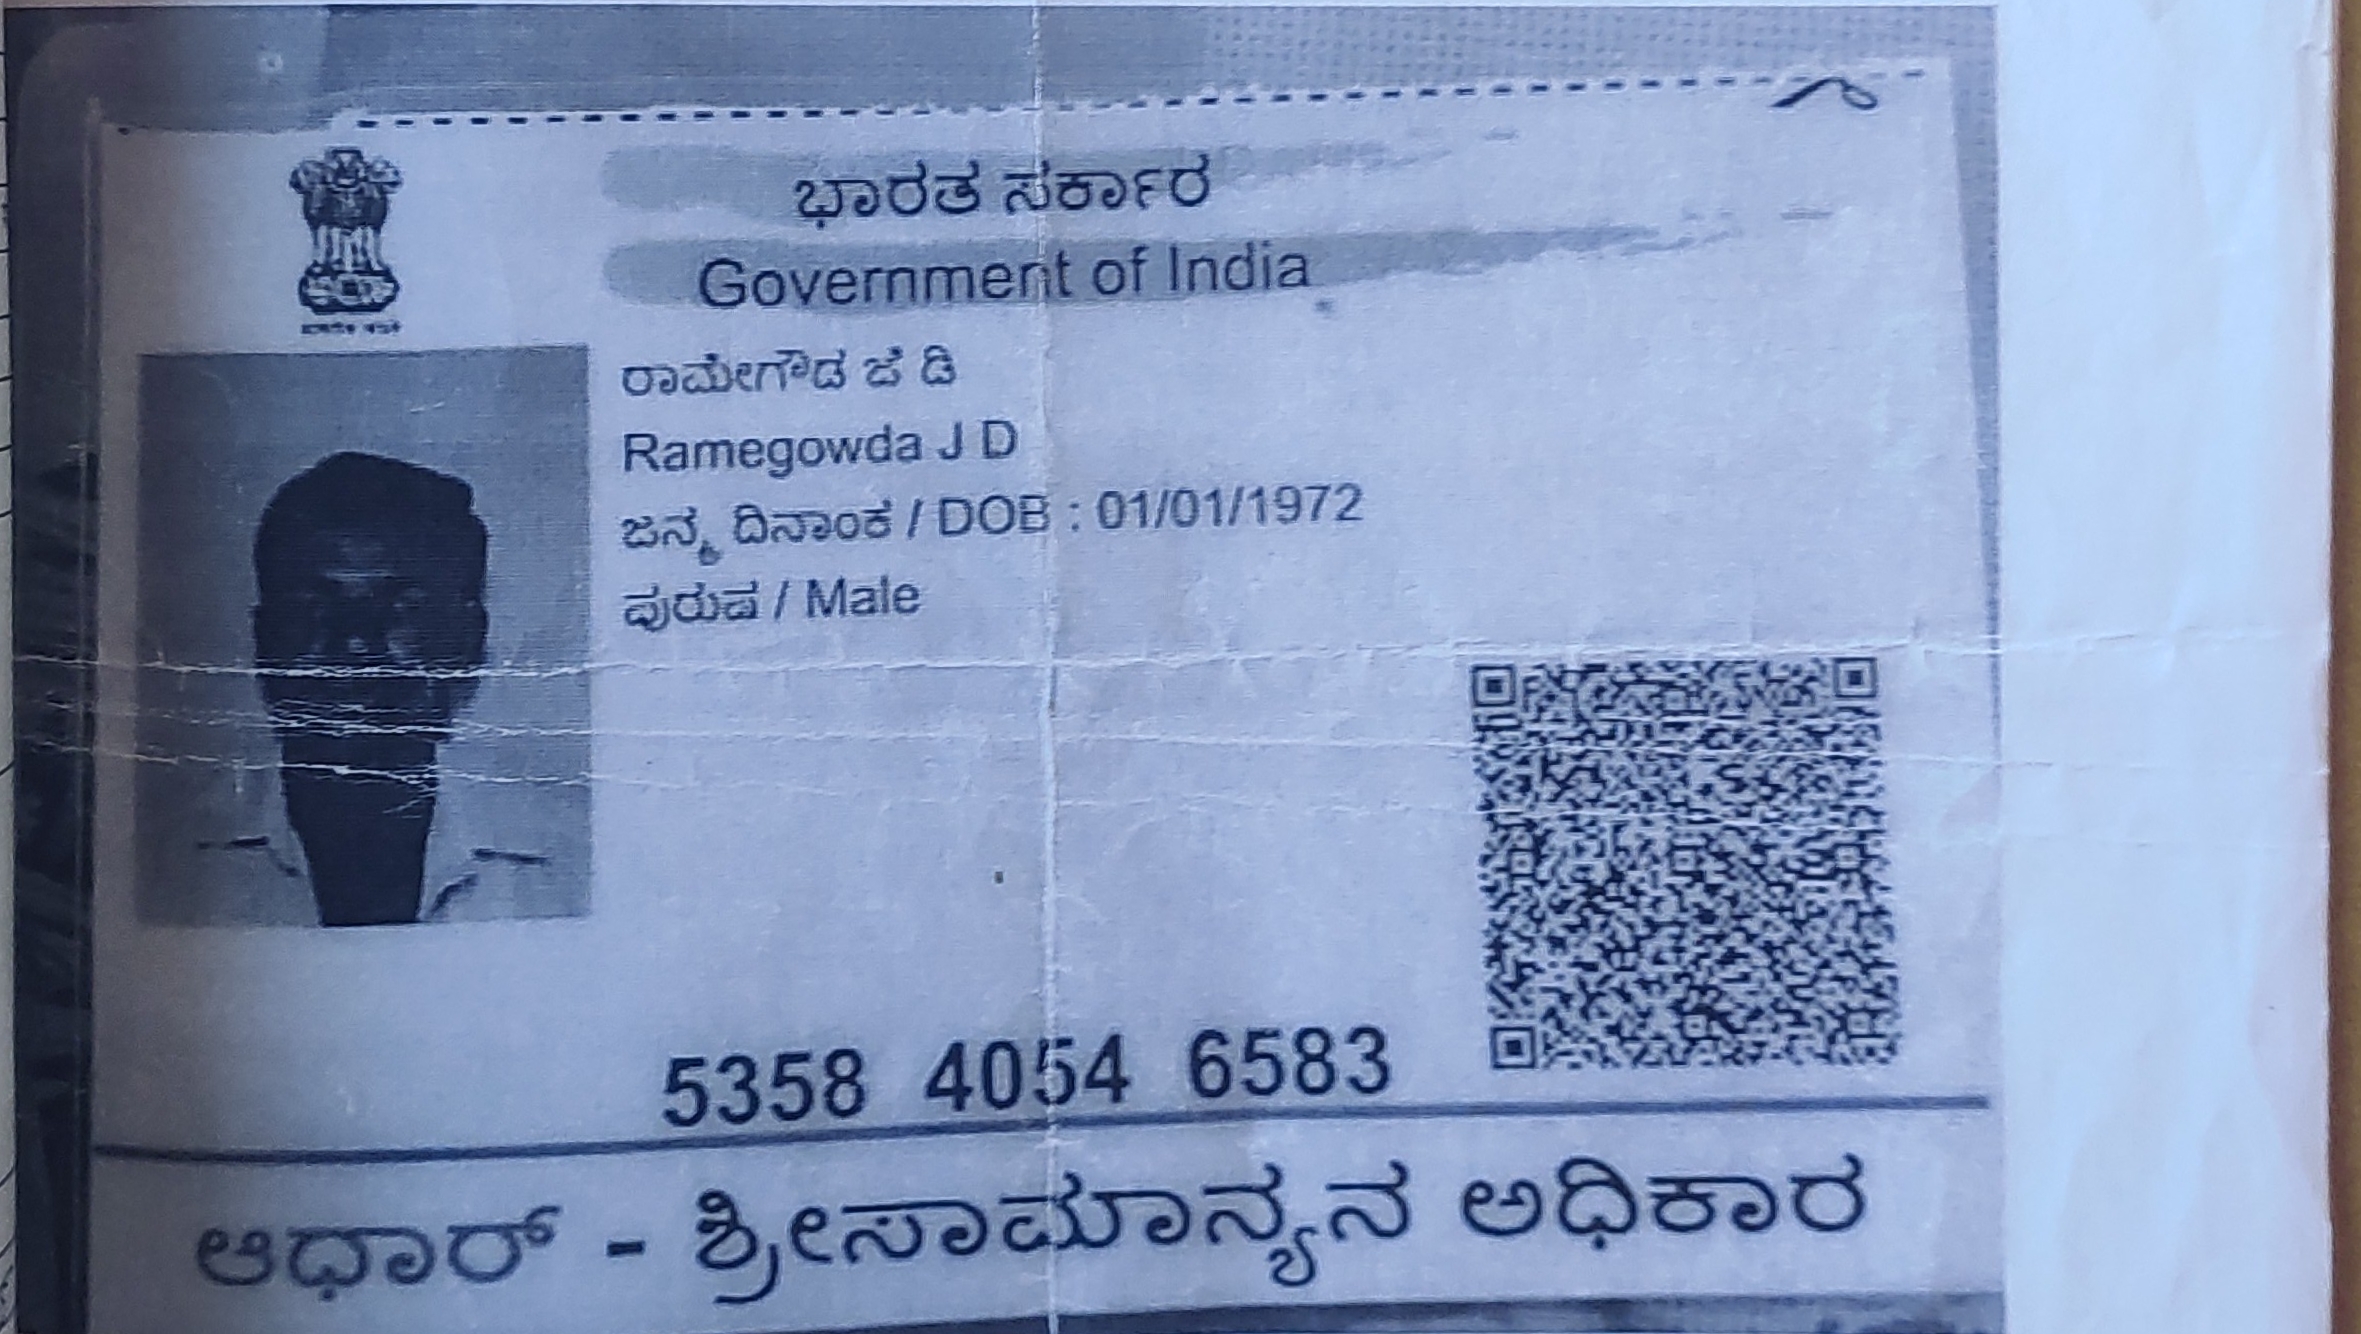 ಭಾರತ ಸರ್ಕಾರ
Government of India
ರಾಮೇಗೌಡ ಜೆ ಡಿ
Ramegowda J D
ಜನ್ಮ ದಿನಾಂಕ / DOB : 01/01/1972
ಪುರುಷ / Male
5358 4054 6583
ಆಧಾರ್ - ಶ್ರೀಸಾಮಾನ್ಯನ ಅಧಿಕಾರ